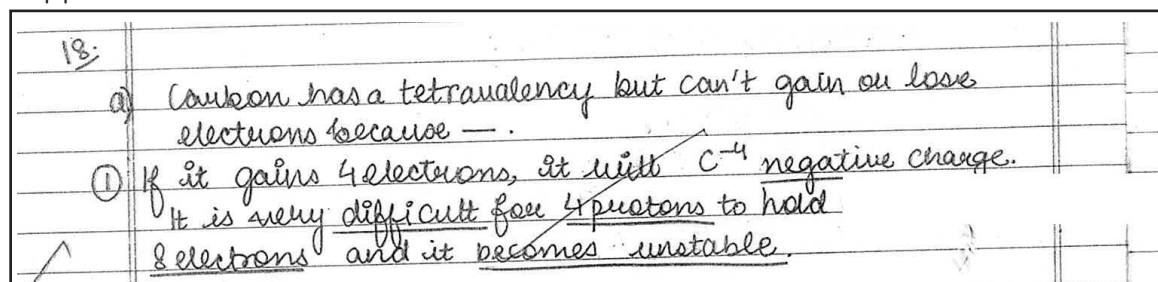 18.
a) Carbon has a tetravalency but can't gain or lose
electrons because — .
① If it gains 4 electrons, it will C⁻⁴ negative charge.
It is very difficult for 4 protons to hold
8 electrons and it becomes unstable.